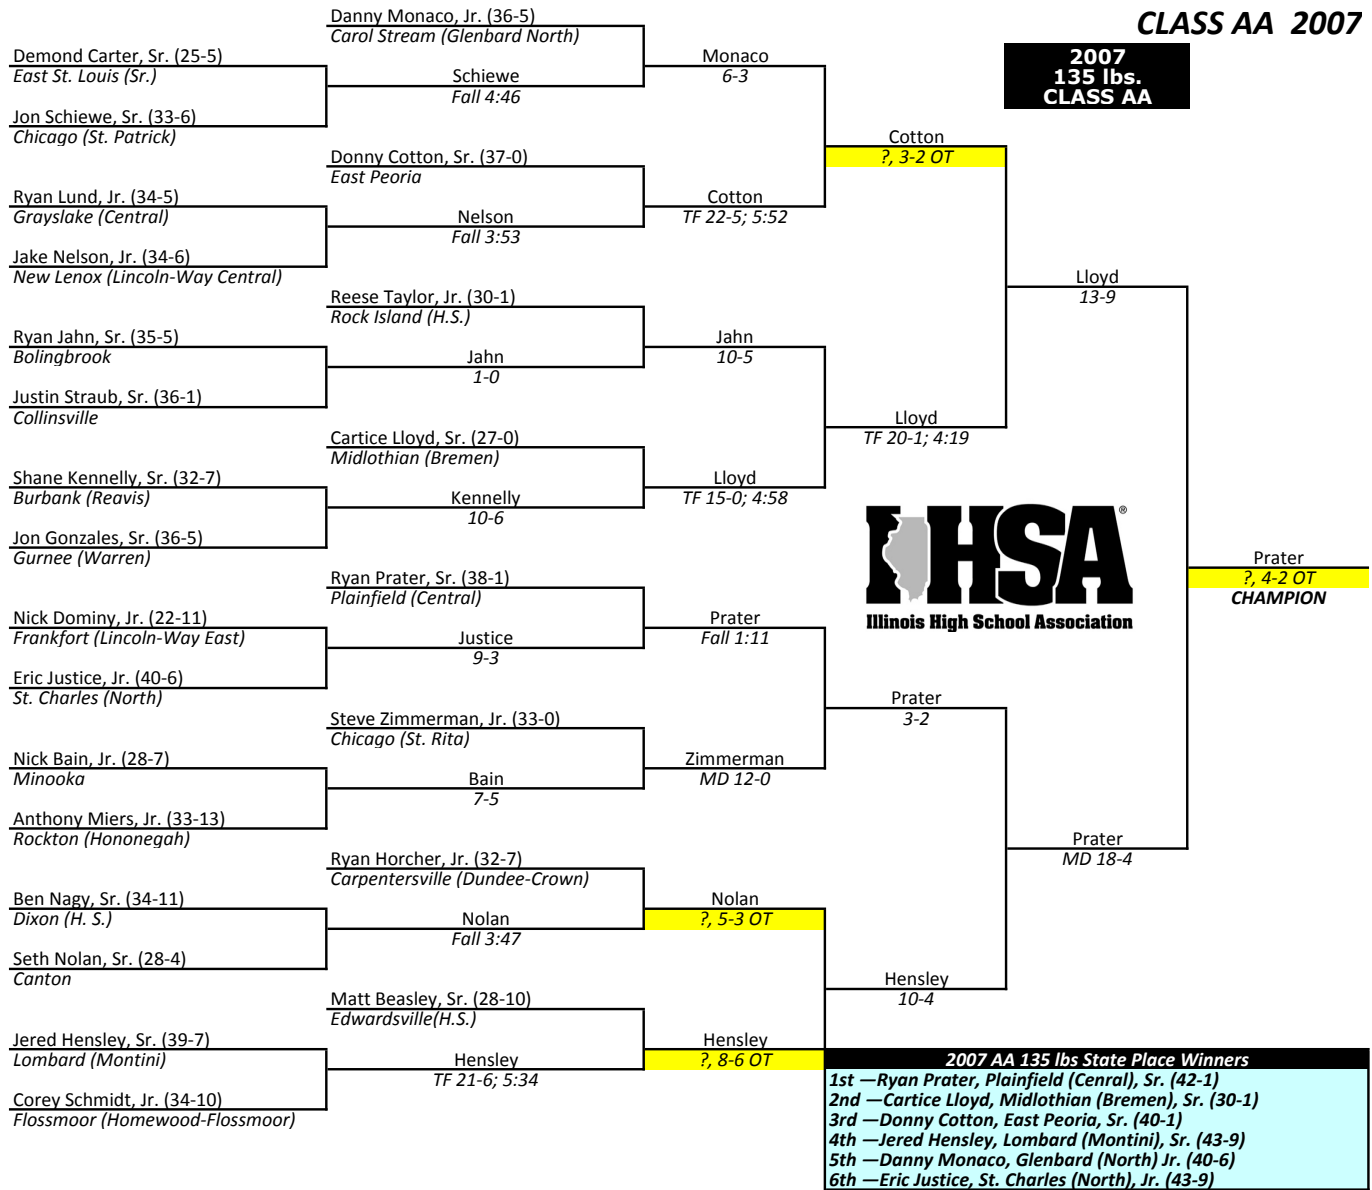 CLASS AA  2007
2007
135 lbs.
CLASS AA
Demond Carter, Sr. (25-5)
East St. Louis (Sr.)
Jon Schiewe, Sr. (33-6)
Chicago (St. Patrick)
Ryan Lund, Jr. (34-5)
Grayslake (Central)
Jake Nelson, Jr. (34-6)
New Lenox (Lincoln-Way Central)
Ryan Jahn, Sr. (35-5)
Bolingbrook
Justin Straub, Sr. (36-1)
Collinsville
Shane Kennelly, Sr. (32-7)
Burbank (Reavis)
Jon Gonzales, Sr. (36-5)
Gurnee (Warren)
Nick Dominy, Jr. (22-11)
Frankfort (Lincoln-Way East)
Eric Justice, Jr. (40-6)
St. Charles (North)
Nick Bain, Jr. (28-7)
Minooka
Anthony Miers, Jr. (33-13)
Rockton (Hononegah)
Ben Nagy, Sr. (34-11)
Dixon (H. S.)
Seth Nolan, Sr. (28-4)
Canton
Jered Hensley, Sr. (39-7)
Lombard (Montini)
Corey Schmidt, Jr. (34-10)
Flossmoor (Homewood-Flossmoor)
Danny Monaco, Jr. (36-5)
Carol Stream (Glenbard North)
Schiewe
Fall 4:46
Donny Cotton, Sr. (37-0)
East Peoria
Nelson
Fall 3:53
Reese Taylor, Jr. (30-1)
Rock Island (H.S.)
Jahn
1-0
Cartice Lloyd, Sr. (27-0)
Midlothian (Bremen)
Kennelly
10-6
Ryan Prater, Sr. (38-1)
Plainfield (Central)
Justice
9-3
Steve Zimmerman, Jr. (33-0)
Chicago (St. Rita)
Bain
7-5
Ryan Horcher, Jr. (32-7)
Carpentersville (Dundee-Crown)
Nolan
Fall 3:47
Matt Beasley, Sr. (28-10)
Edwardsville(H.S.)
Hensley
TF 21-6; 5:34
Monaco
6-3
Cotton
TF 22-5; 5:52
Jahn
10-5
Lloyd
TF 15-0; 4:58
Prater
Fall 1:11
Zimmerman
MD 12-0
Nolan
?, 5-3 OT
Hensley
?, 8-6 OT
Cotton
?, 3-2 OT
Lloyd
TF 20-1; 4:19
Prater
3-2
Hensley
10-4
Lloyd
13-9
Prater
MD 18-4
Prater
?, 4-2 OT
CHAMPION
IHSA®
Illinois High School Association
2007 AA 135 lbs State Place Winners
1st —Ryan Prater, Plainfield (Cenral), Sr. (42-1)
2nd —Cartice Lloyd, Midlothian (Bremen), Sr. (30-1)
3rd —Donny Cotton, East Peoria, Sr. (40-1)
4th —Jered Hensley, Lombard (Montini), Sr. (43-9)
5th —Danny Monaco, Glenbard (North) Jr. (40-6)
6th —Eric Justice, St. Charles (North), Jr. (43-9)